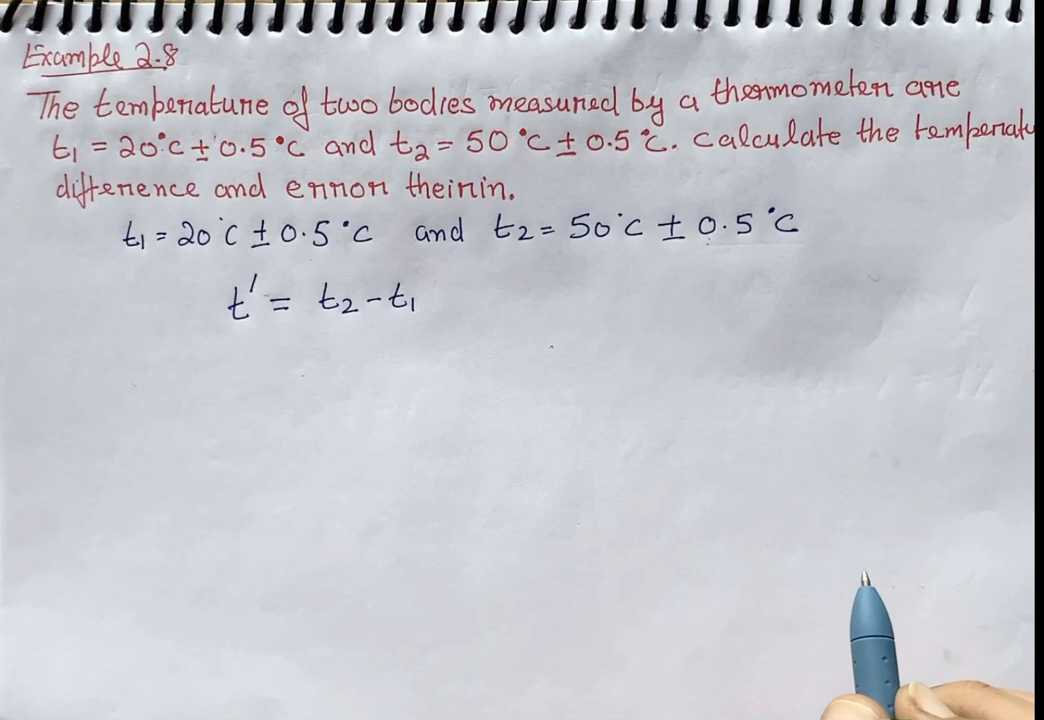 Example 2.8
The temperature of two bodies measured by a thermometer are
t₁ = 20°C ± 0.5°C and t₂ = 50°C ± 0.5°C. calculate the temperatu
difference and error theirin.
t₁ = 20°C ± 0.5°C and t₂ = 50°C ± 0.5°C
t' = t₂ - t₁